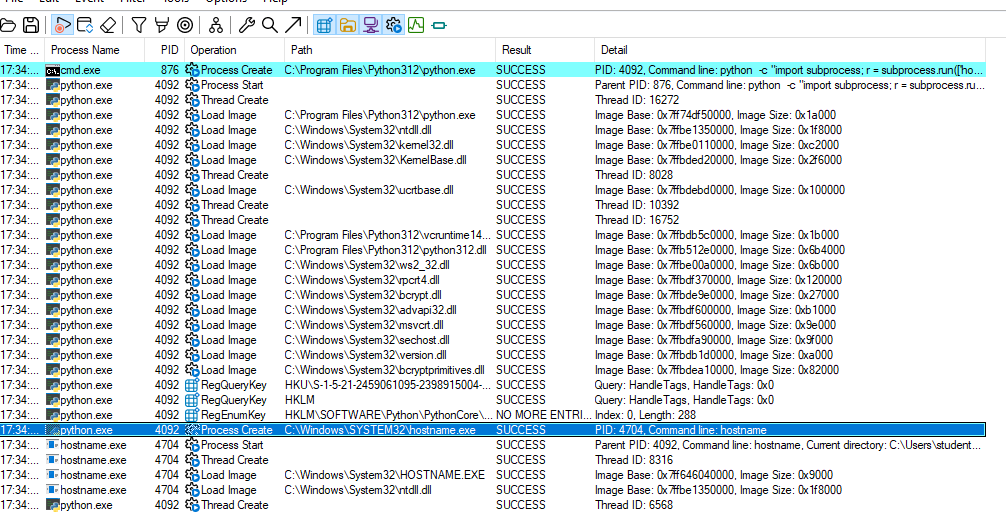 File Edit Event Filter Tools Options Help
Time ... Process Name PID Operation Path Result Detail
17:34:... cmd.exe 876 Process Create C:\Program Files\Python312\python.exe SUCCESS PID: 4092, Command line: python -c "import subprocess; r = subprocess.run(['ho...
17:34:... python.exe 4092 Process Start SUCCESS Parent PID: 876, Command line: python -c "import subprocess; r = subprocess.ru...
17:34:... python.exe 4092 Thread Create SUCCESS Thread ID: 16272
17:34:... python.exe 4092 Load Image C:\Program Files\Python312\python.exe SUCCESS Image Base: 0x7ff74df50000, Image Size: 0x1a000
17:34:... python.exe 4092 Load Image C:\Windows\System32\ntdll.dll SUCCESS Image Base: 0x7ffbe1350000, Image Size: 0x1f8000
17:34:... python.exe 4092 Load Image C:\Windows\System32\kernel32.dll SUCCESS Image Base: 0x7ffbe0110000, Image Size: 0xc2000
17:34:... python.exe 4092 Load Image C:\Windows\System32\KernelBase.dll SUCCESS Image Base: 0x7ffbded20000, Image Size: 0x2f6000
17:34:... python.exe 4092 Thread Create SUCCESS Thread ID: 8028
17:34:... python.exe 4092 Load Image C:\Windows\System32\ucrtbase.dll SUCCESS Image Base: 0x7ffbdebd0000, Image Size: 0x100000
17:34:... python.exe 4092 Thread Create SUCCESS Thread ID: 10392
17:34:... python.exe 4092 Thread Create SUCCESS Thread ID: 16752
17:34:... python.exe 4092 Load Image C:\Program Files\Python312\vcruntime14... SUCCESS Image Base: 0x7ffbdb5c0000, Image Size: 0x1b000
17:34:... python.exe 4092 Load Image C:\Program Files\Python312\python312.dll SUCCESS Image Base: 0x7ffb512e0000, Image Size: 0x6b4000
17:34:... python.exe 4092 Load Image C:\Windows\System32\ws2_32.dll SUCCESS Image Base: 0x7ffbe00a0000, Image Size: 0x6b000
17:34:... python.exe 4092 Load Image C:\Windows\System32\rpcrt4.dll SUCCESS Image Base: 0x7ffbdf370000, Image Size: 0x120000
17:34:... python.exe 4092 Load Image C:\Windows\System32\bcrypt.dll SUCCESS Image Base: 0x7ffbde9e0000, Image Size: 0x27000
17:34:... python.exe 4092 Load Image C:\Windows\System32\advapi32.dll SUCCESS Image Base: 0x7ffbdf600000, Image Size: 0xb1000
17:34:... python.exe 4092 Load Image C:\Windows\System32\msvcrt.dll SUCCESS Image Base: 0x7ffbdf560000, Image Size: 0x9e000
17:34:... python.exe 4092 Load Image C:\Windows\System32\sechost.dll SUCCESS Image Base: 0x7ffbdfa90000, Image Size: 0x9f000
17:34:... python.exe 4092 Load Image C:\Windows\System32\version.dll SUCCESS Image Base: 0x7ffbdb1d0000, Image Size: 0xa000
17:34:... python.exe 4092 Load Image C:\Windows\System32\bcryptprimitives.dll SUCCESS Image Base: 0x7ffbdea10000, Image Size: 0x82000
17:34:... python.exe 4092 RegQueryKey HKU\S-1-5-21-2459061095-2398915004-... SUCCESS Query: HandleTags, HandleTags: 0x0
17:34:... python.exe 4092 RegQueryKey HKLM SUCCESS Query: HandleTags, HandleTags: 0x0
17:34:... python.exe 4092 RegEnumKey HKLM\SOFTWARE\Python\PythonCore\... NO MORE ENTRI... Index: 0, Length: 288
17:34:... python.exe 4092 Process Create C:\Windows\SYSTEM32\hostname.exe SUCCESS PID: 4704, Command line: hostname
17:34:... hostname.exe 4704 Process Start SUCCESS Parent PID: 4092, Command line: hostname, Current directory: C:\Users\student...
17:34:... hostname.exe 4704 Thread Create SUCCESS Thread ID: 8316
17:34:... hostname.exe 4704 Load Image C:\Windows\System32\HOSTNAME.EXE SUCCESS Image Base: 0x7ff646040000, Image Size: 0x9000
17:34:... hostname.exe 4704 Load Image C:\Windows\System32\ntdll.dll SUCCESS Image Base: 0x7ffbe1350000, Image Size: 0x1f8000
17:34:... python.exe 4092 Thread Create SUCCESS Thread ID: 6568